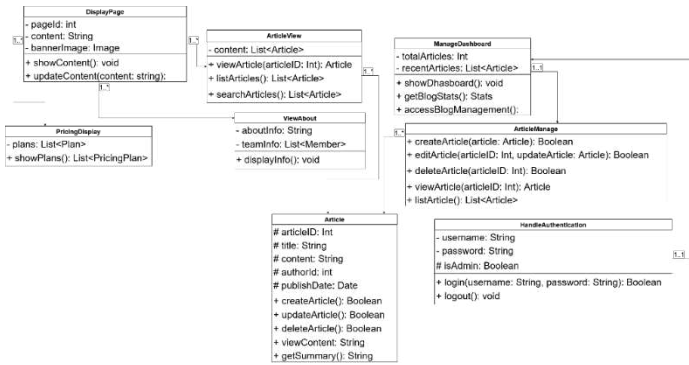 DisplayPage
- pageId: int
- content: String
- bannerImage: Image
+ showContent(): void
+ updateContent(content: string):
1..*
1..*
ArticleView
- content: List<Article>
+ viewArticle(articleID: Int): Article
+ listArticles(): List<Article>
+ searchArticles(): List<Article>
1..*
1..*
ManageDashboard
- totalArticles: Int
- recentArticles: List<Article>
+ showDhasboard(): void
+ getBlogStats(): Stats
+ accessBlogManagement():
1..1
1..*
PricingDisplay
- plans: List<Plan>
+ showPlans(): List<PricingPlan>
ViewAbout
- aboutInfo: String
- teamInfo: List<Member>
+ displayInfo(): void
ArticleManage
+ createArticle(article: Article): Boolean
+ editArticle(articleID: Int, updateArticle: Article): Boolean
+ deleteArticle(articleID: Int): Boolean
+ viewArticle(articleID: Int): Article
+ listArticle(): List<Article>
Article
# articleID: Int
# title: String
# content: String
# authorId: int
# publishDate: Date
+ createArticle(): Boolean
+ updateArticle(): Boolean
+ deleteArticle(): Boolean
+ viewContent: String
+ getSummary(): String
HandleAuthentication
- username: String
- password: String
# isAdmin: Boolean
+ login(username: String, password: String): Boolean
+ logout(): void
1..1